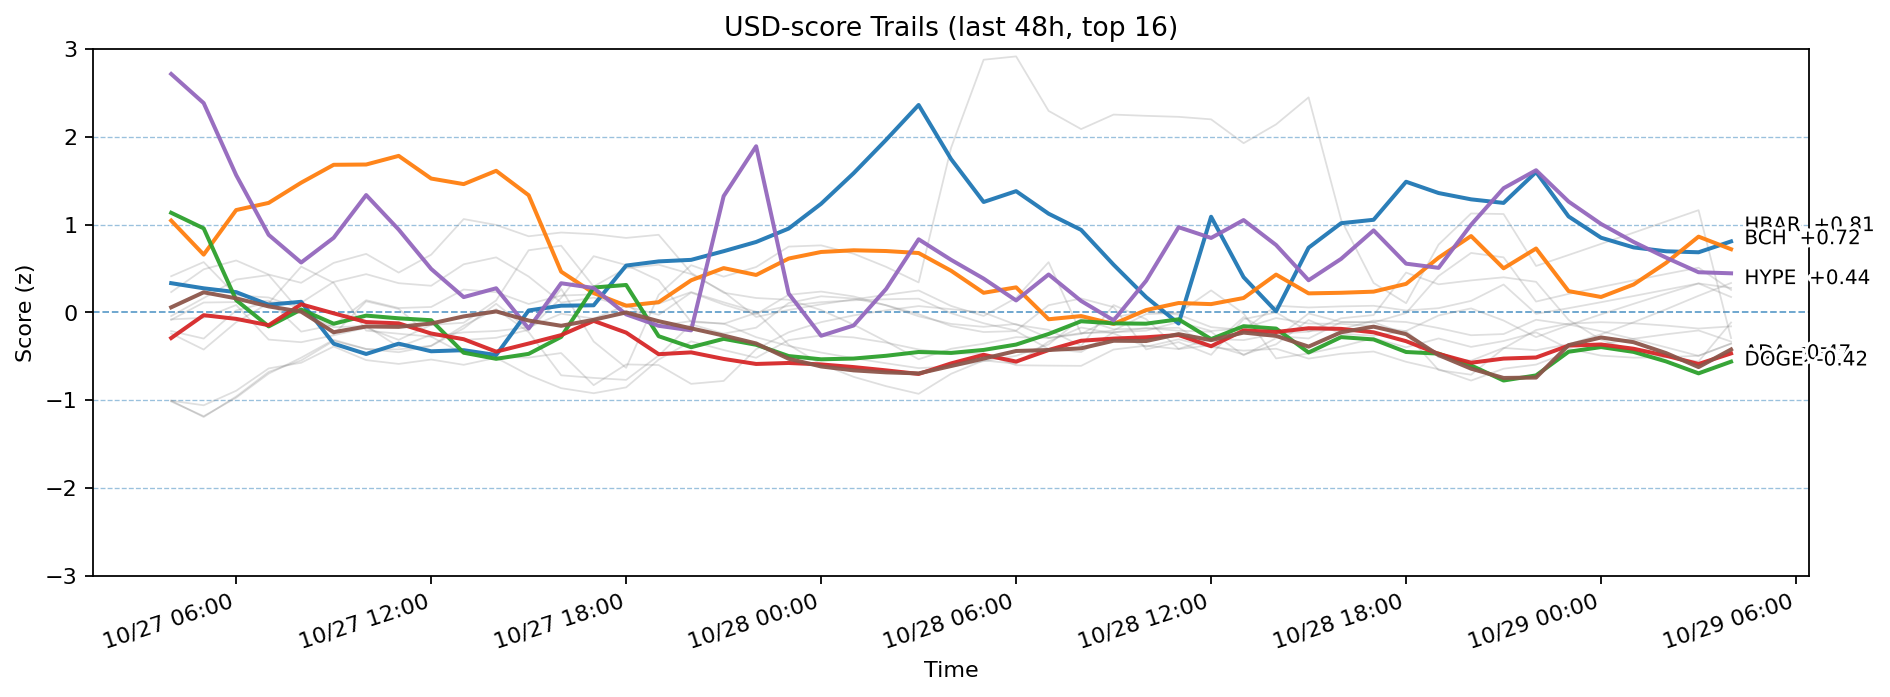 USD-score Trails (last 48h, top 16)
Score (z)
3
2
1
0
−1
−2
−3
HBAR +0.81
BCH +0.72
HYPE +0.44
DOGE -0.42
10/27 06:00
10/27 12:00
10/27 18:00
10/28 00:00
10/28 06:00
10/28 12:00
10/28 18:00
10/29 00:00
10/29 06:00
Time